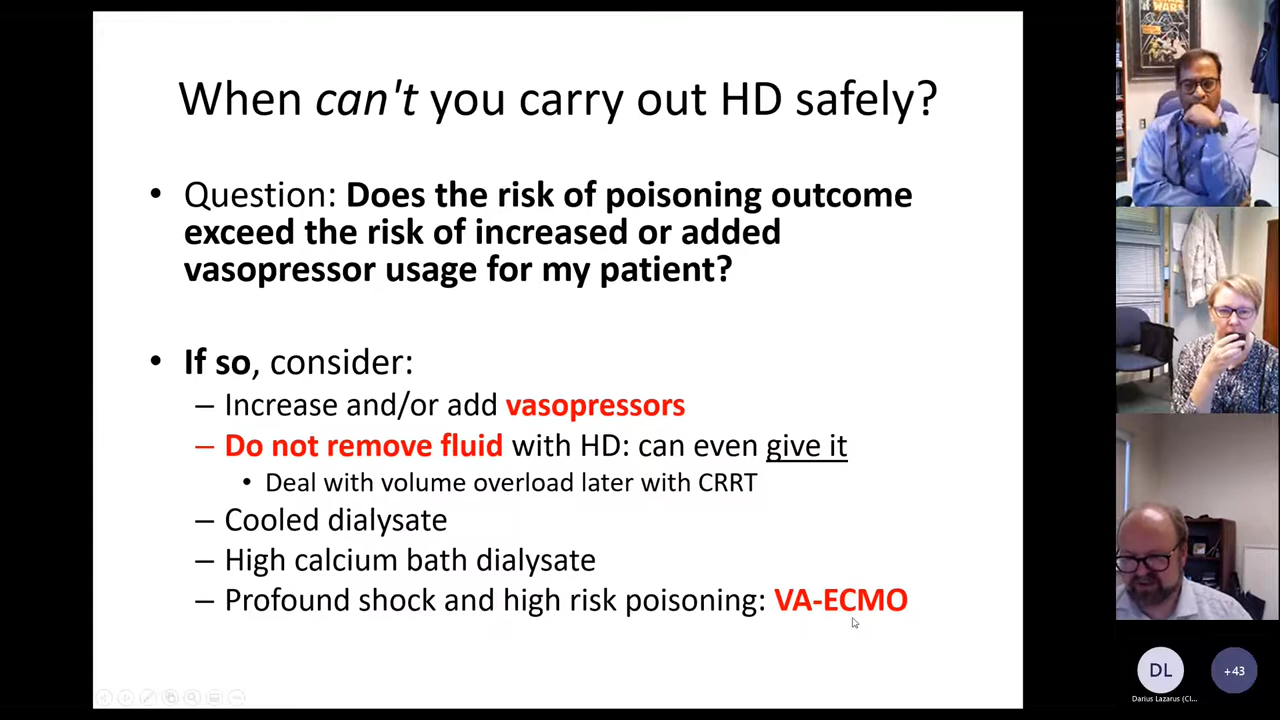 When can't you carry out HD safely?
• Question: Does the risk of poisoning outcome
exceed the risk of increased or added
vasopressor usage for my patient?
• If so, consider:
– Increase and/or add vasopressors
– Do not remove fluid with HD: can even give it
• Deal with volume overload later with CRRT
– Cooled dialysate
– High calcium bath dialysate
– Profound shock and high risk poisoning: VA-ECMO
WARS
DL
+43
Darius Lazarus (Cl...